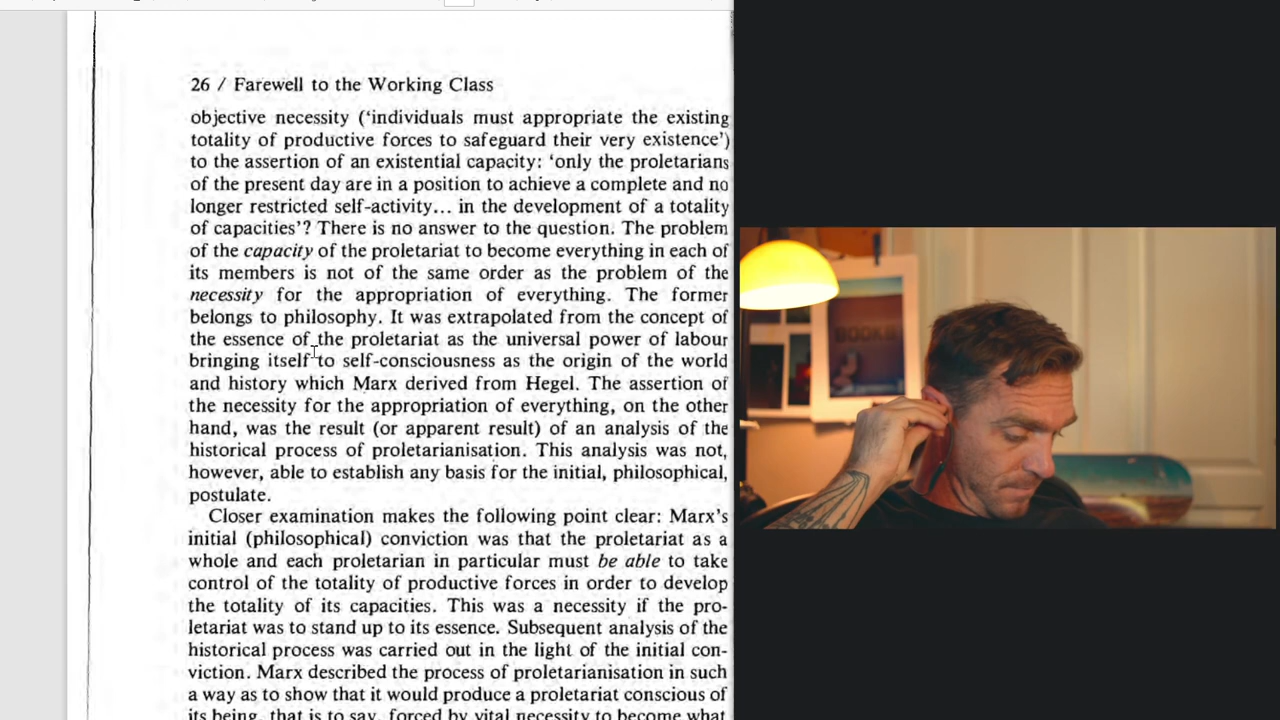 26 / Farewell to the Working Class
objective necessity (‘individuals must appropriate the existing
totality of productive forces to safeguard their very existence’)
to the assertion of an existential capacity: ‘only the proletarians
of the present day are in a position to achieve a complete and no
longer restricted self-activity... in the development of a totality
of capacities’? There is no answer to the question. The problem
of the capacity of the proletariat to become everything in each of
its members is not of the same order as the problem of the
necessity for the appropriation of everything. The former
belongs to philosophy. It was extrapolated from the concept of
the essence of the proletariat as the universal power of labour
bringing itself to self-consciousness as the origin of the world
and history which Marx derived from Hegel. The assertion of
the necessity for the appropriation of everything, on the other
hand, was the result (or apparent result) of an analysis of the
historical process of proletarianisation. This analysis was not,
however, able to establish any basis for the initial, philosophical,
postulate.
Closer examination makes the following point clear: Marx’s
initial (philosophical) conviction was that the proletariat as a
whole and each proletarian in particular must be able to take
control of the totality of productive forces in order to develop
the totality of its capacities. This was a necessity if the pro-
letariat was to stand up to its essence. Subsequent analysis of the
historical process was carried out in the light of the initial con-
viction. Marx described the process of proletarianisation in such
a way as to show that it would produce a proletariat conscious of
its being, that is to say, forced by vital necessity to become what
BOOKS